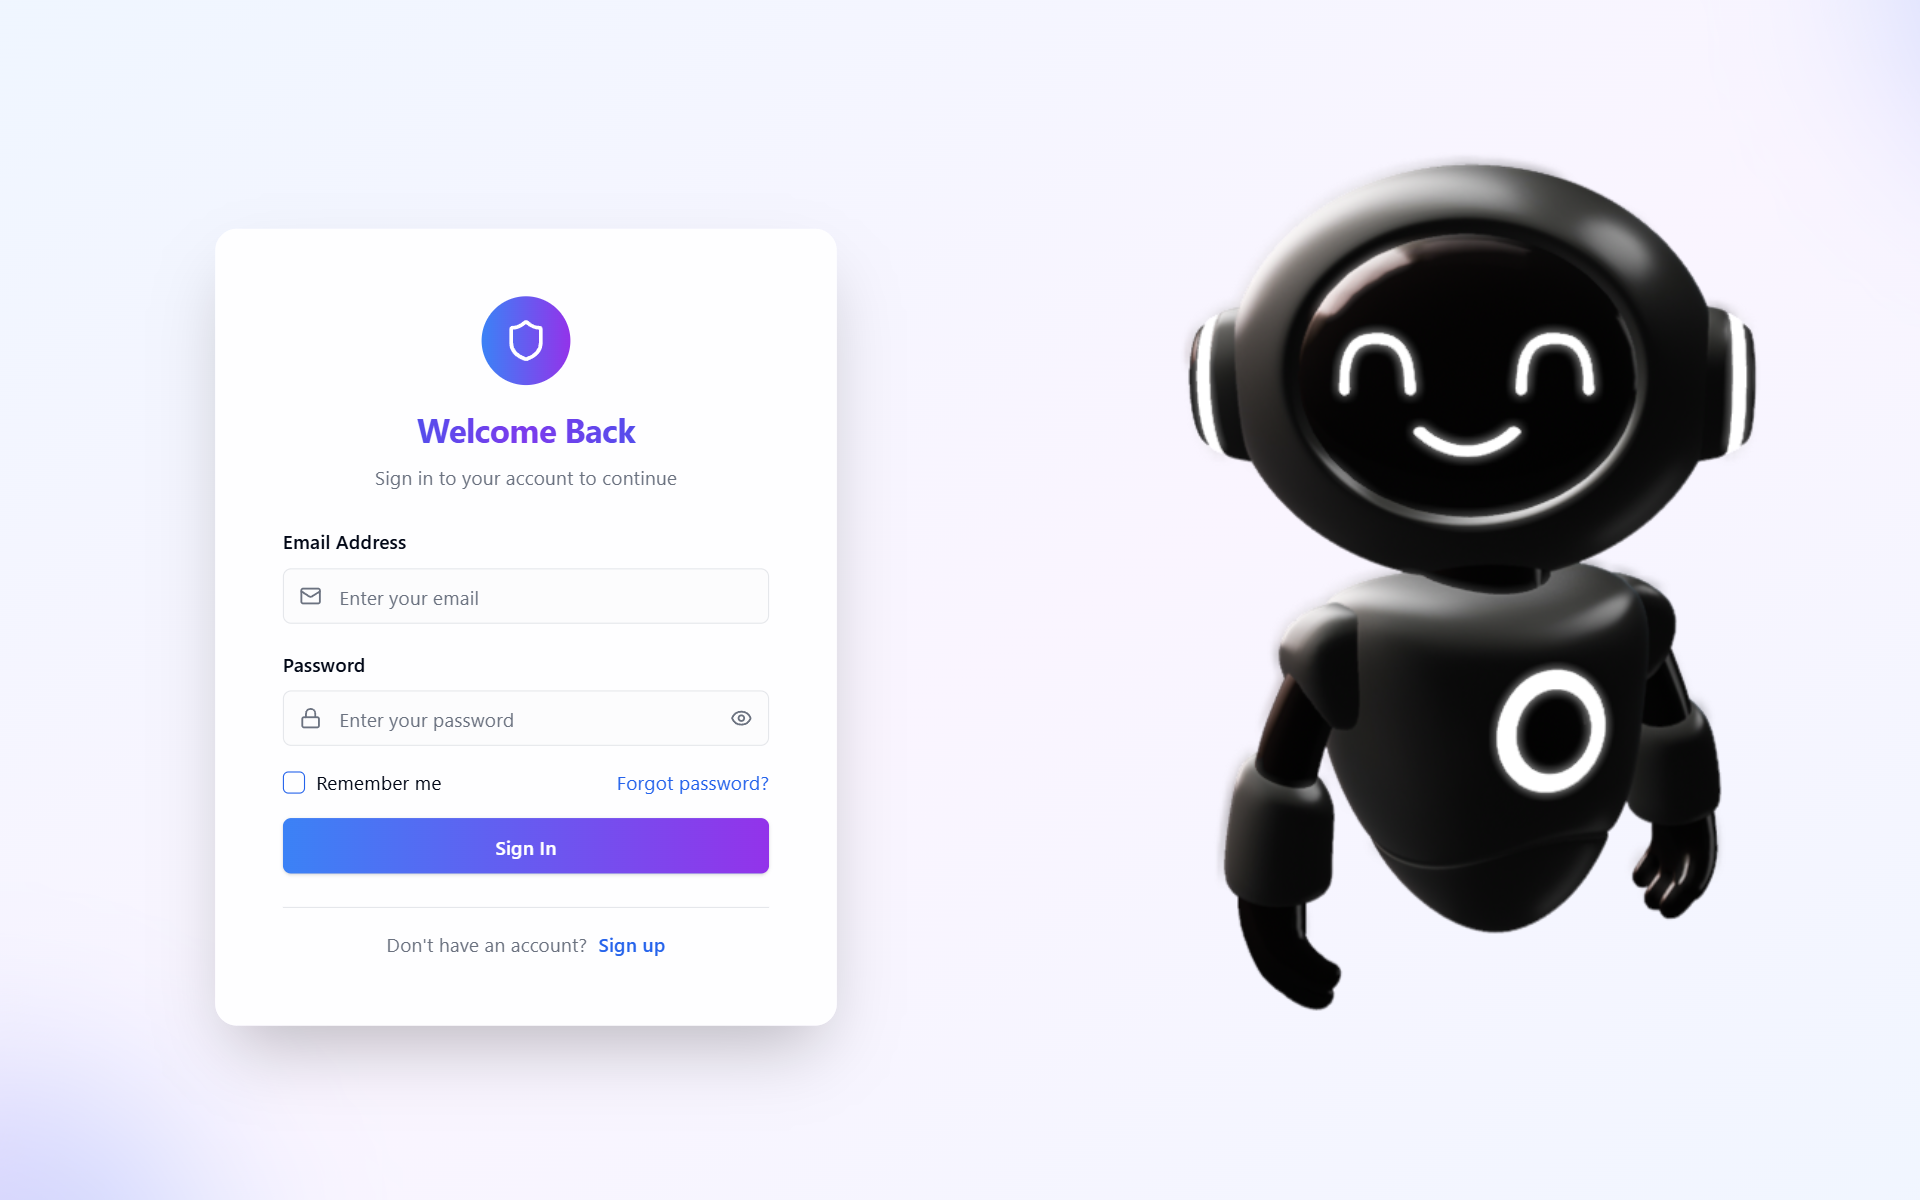 Welcome Back
Sign in to your account to continue
Email Address
Enter your email
Password
Enter your password
Remember me
Forgot password?
Sign In
Don't have an account? Sign up